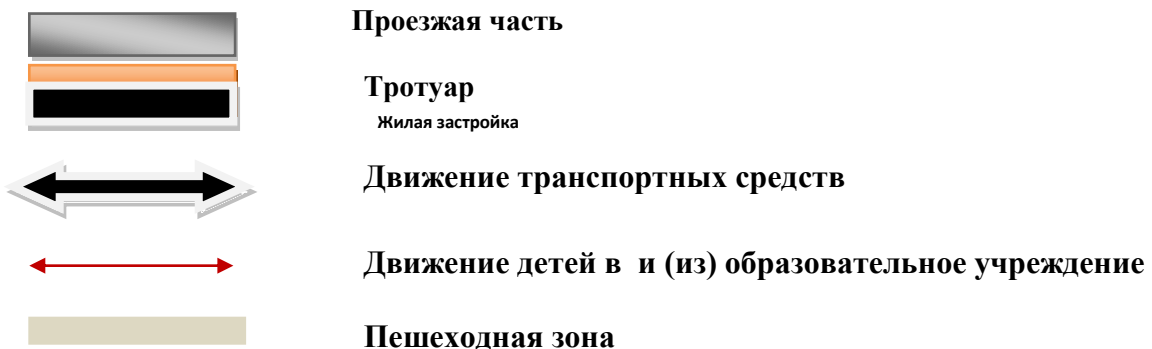 Проезжая часть
Тротуар
Жилая застройка
Движение транспортных средств
Движение детей в и (из) образовательное учреждение
Пешеходная зона